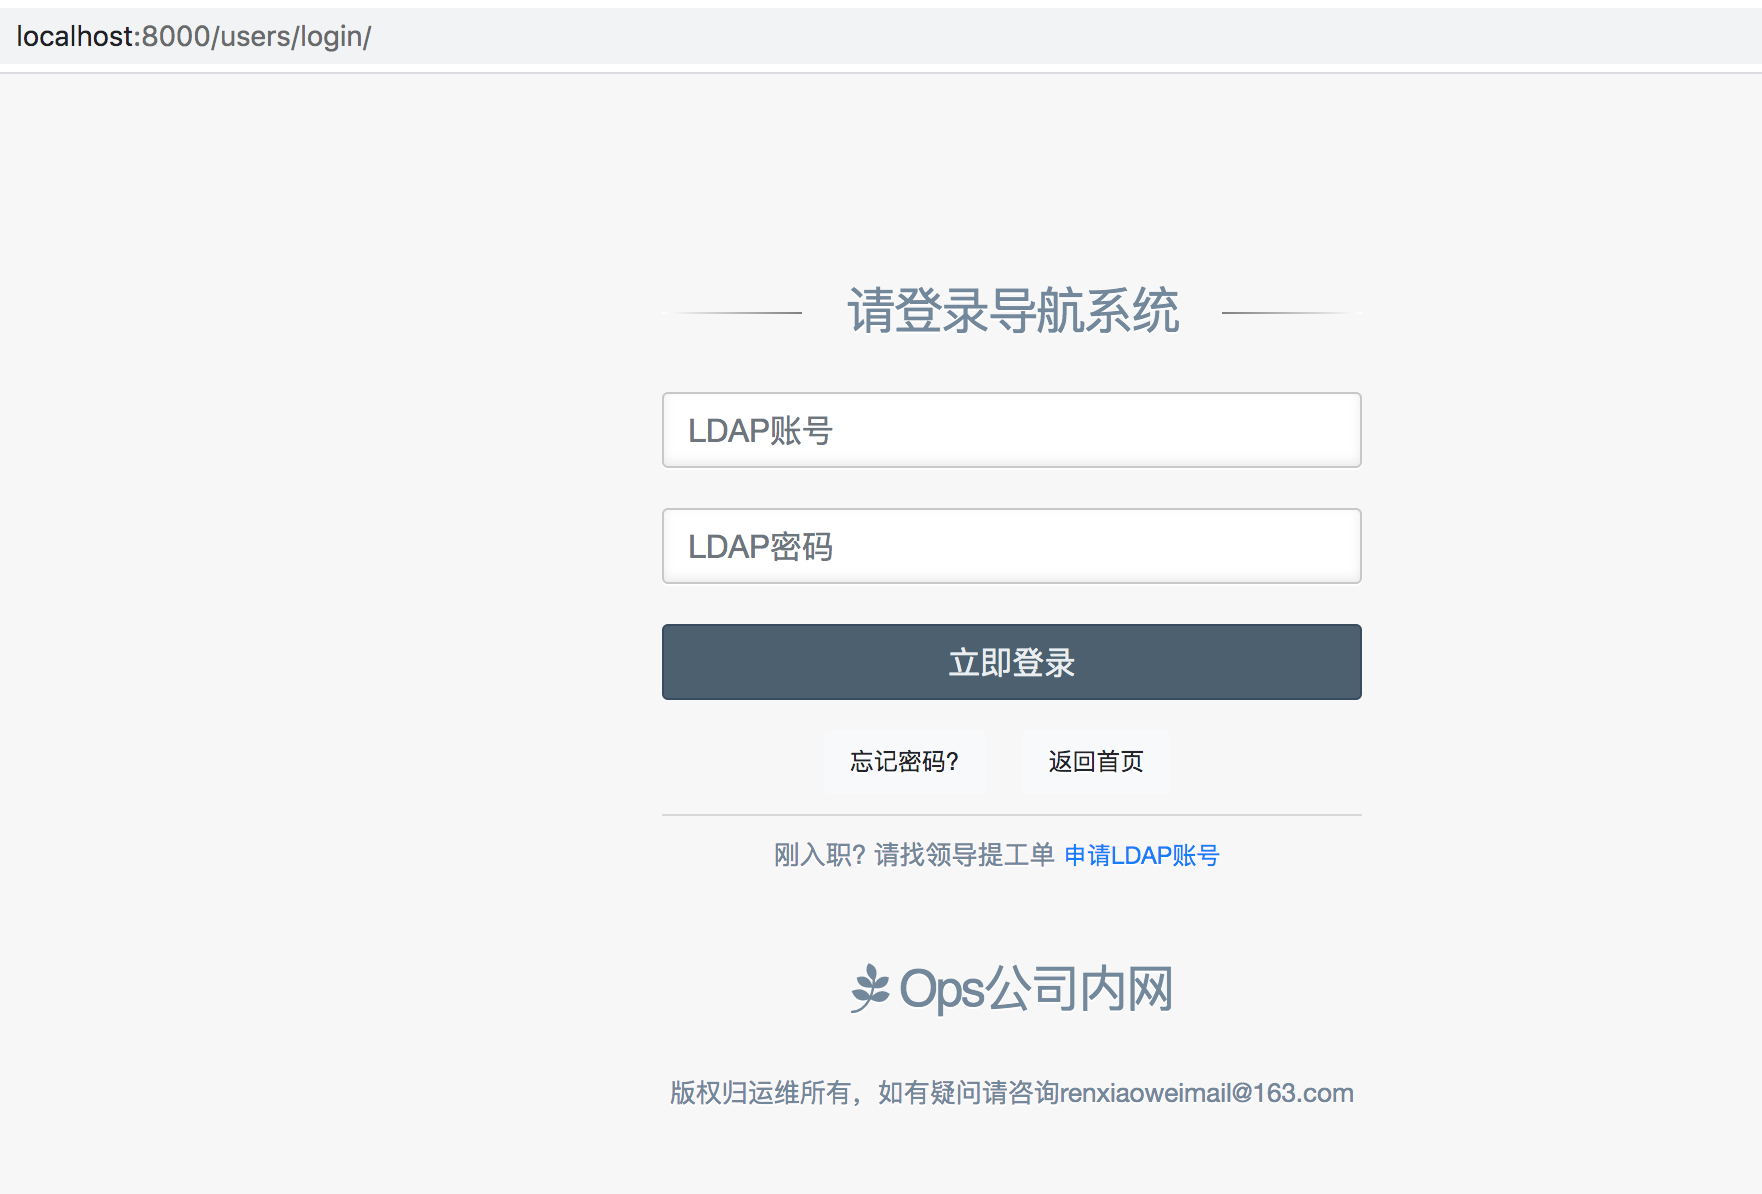 localhost:8000/users/login/
请登录导航系统
LDAP账号
LDAP密码
立即登录
忘记密码? 返回首页
刚入职? 请找领导提工单 申请LDAP账号
Ops公司内网
版权归运维所有，如有疑问请咨询renxiaoweimail@163.com